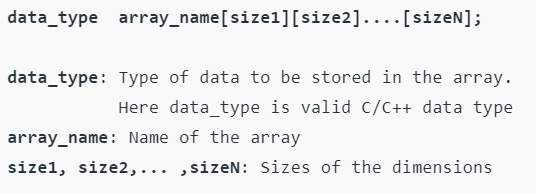 data_type array_name[size1][size2]....[sizeN];
data_type: Type of data to be stored in the array.
Here data_type is valid C/C++ data type
array_name: Name of the array
size1, size2,... ,sizeN: Sizes of the dimensions